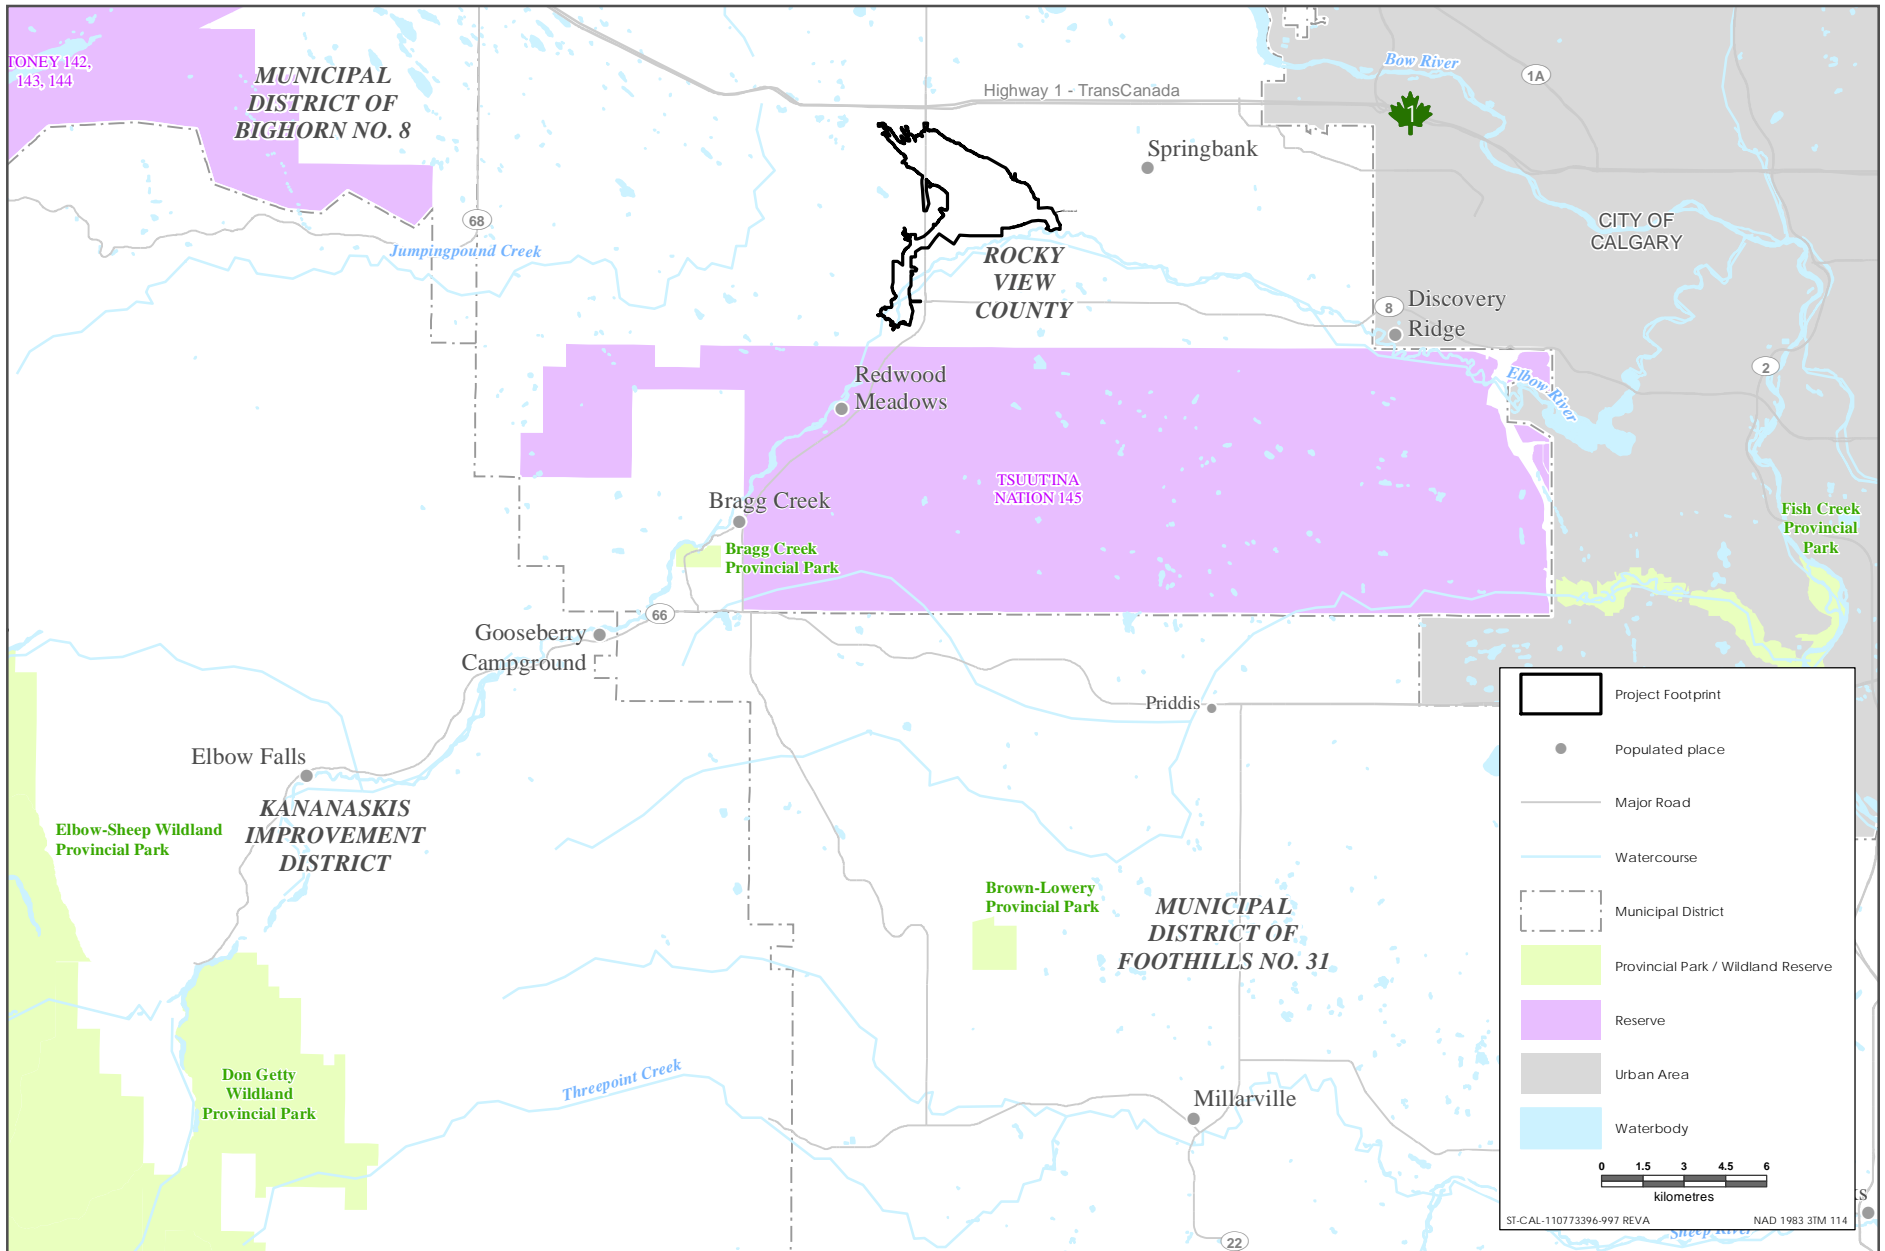 TONEY 142,
143, 144
MUNICIPAL
DISTRICT OF
BIGHORN NO. 8
68
Jumpingpound Creek
Highway 1 - TransCanada
Springbank
Bow River
1A
1
CITY OF
CALGARY
ROCKY
VIEW
COUNTY
8
Discovery
Ridge
2
Elbow River
Redwood
Meadows
TSUUT'INA
NATION 145
Bragg Creek
Bragg Creek
Provincial Park
Fish Creek
Provincial
Park
66
Gooseberry
Campground
Priddis
Elbow Falls
KANANASKIS
IMPROVEMENT
DISTRICT
Elbow-Sheep Wildland
Provincial Park
Brown-Lowery
Provincial Park
MUNICIPAL
DISTRICT OF
FOOTHILLS NO. 31
Don Getty
Wildland
Provincial Park
Threepoint Creek
Millarville
22
Project Footprint
Populated place
Major Road
Watercourse
Municipal District
Provincial Park / Wildland Reserve
Reserve
Urban Area
Waterbody
0 1.5 3 4.5 6
kilometres
ST-CAL-110773396-997 REVA NAD 1983 3TM 114
ks
Sheep River